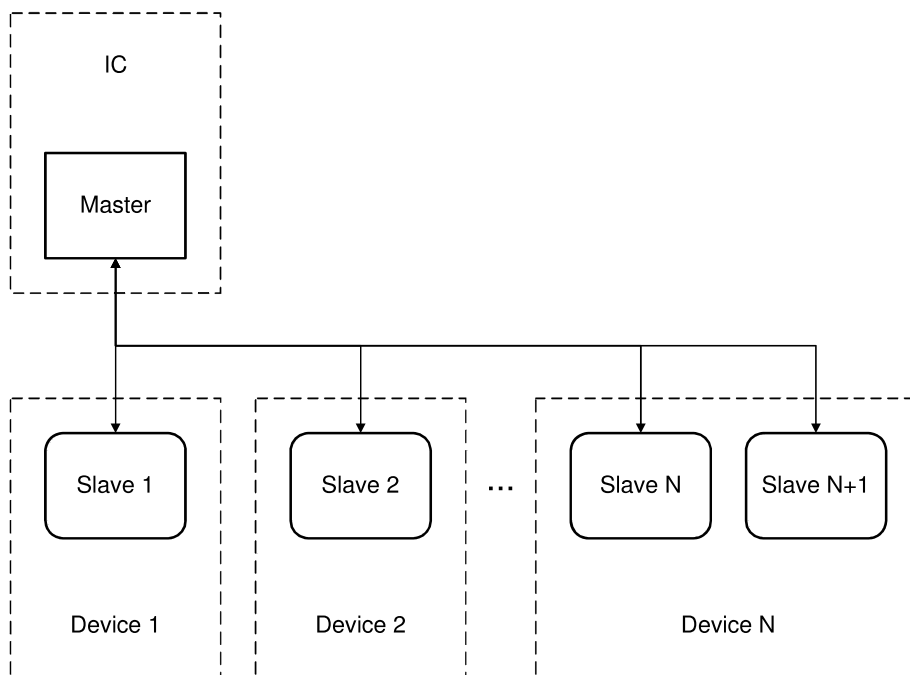 IC
Master
Slave 1
Slave 2
...
Slave N
Slave N+1
Device 1
Device 2
Device N